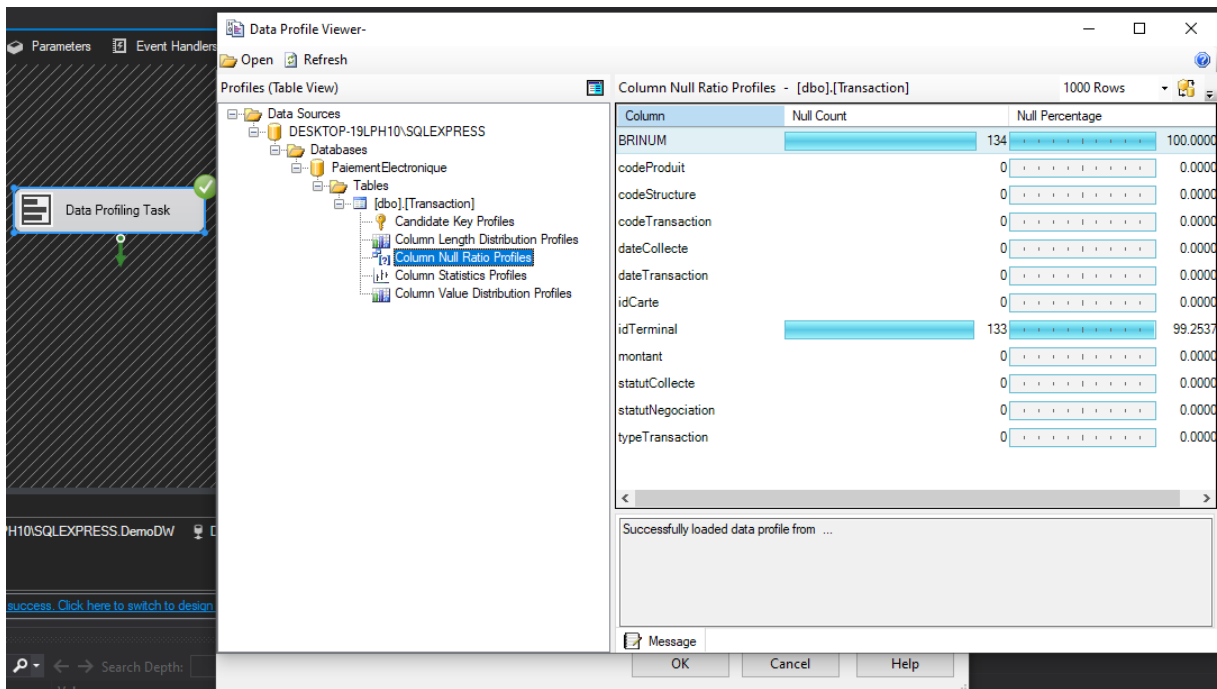 Data Profile Viewer-
Parameters Event Handlers
Open Refresh
Profiles (Table View)
Data Sources
DESKTOP-19LPH10\SQLEXPRESS
Databases
PaiementElectronique
Tables
[dbo].[Transaction]
Candidate Key Profiles
Column Length Distribution Profiles
Column Null Ratio Profiles
Column Statistics Profiles
Column Value Distribution Profiles
Data Profiling Task
Column Null Ratio Profiles - [dbo].[Transaction] 1000 Rows
Column Null Count Null Percentage
BRINUM 134 100.0000
codeProduit 0 0.0000
codeStructure 0 0.0000
codeTransaction 0 0.0000
dateCollecte 0 0.0000
dateTransaction 0 0.0000
idCarte 0 0.0000
idTerminal 133 99.2537
montant 0 0.0000
statutCollecte 0 0.0000
statutNegociation 0 0.0000
typeTransaction 0 0.0000
Successfully loaded data profile from ...
Message
PH10\SQLEXPRESS.DemoDW D
success. Click here to switch to design
Search Depth:
OK Cancel Help